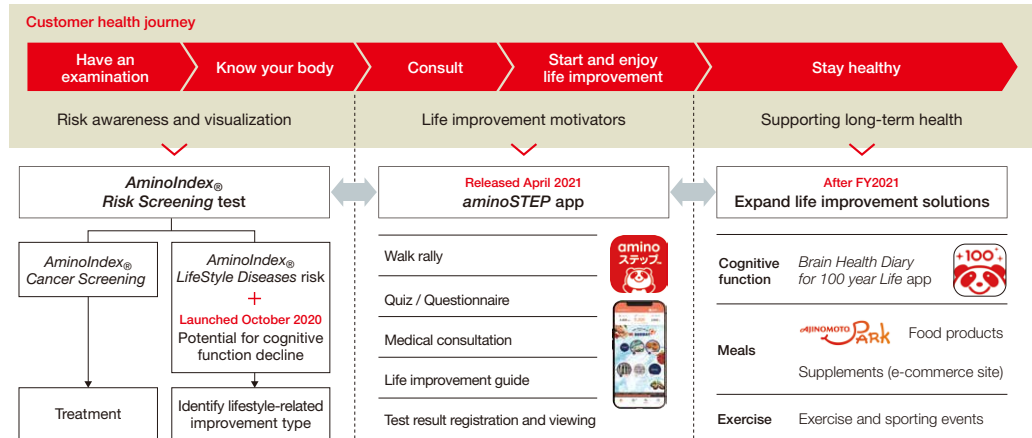 Customer health journey
Have an
examination
Know your body
Consult
Start and enjoy
life improvement
Stay healthy
Risk awareness and visualization
Life improvement motivators
Supporting long-term health
AminoIndex®
Risk Screening test
AminoIndex®
Cancer Screening
AminoIndex®
LifeStyle Diseases risk
+
Launched October 2020
Potential for cognitive
function decline
Treatment
Identify lifestyle-related
improvement type
Released April 2021
aminoSTEP app
Walk rally
Quiz / Questionnaire
Medical consultation
Life improvement guide
Test result registration and viewing
amino
ステップ
After FY2021
Expand life improvement solutions
Cognitive
function
Brain Health Diary
for 100 year Life app
+100+
Meals
AJINOMOTO PARK
Food products
Supplements (e-commerce site)
Exercise
Exercise and sporting events